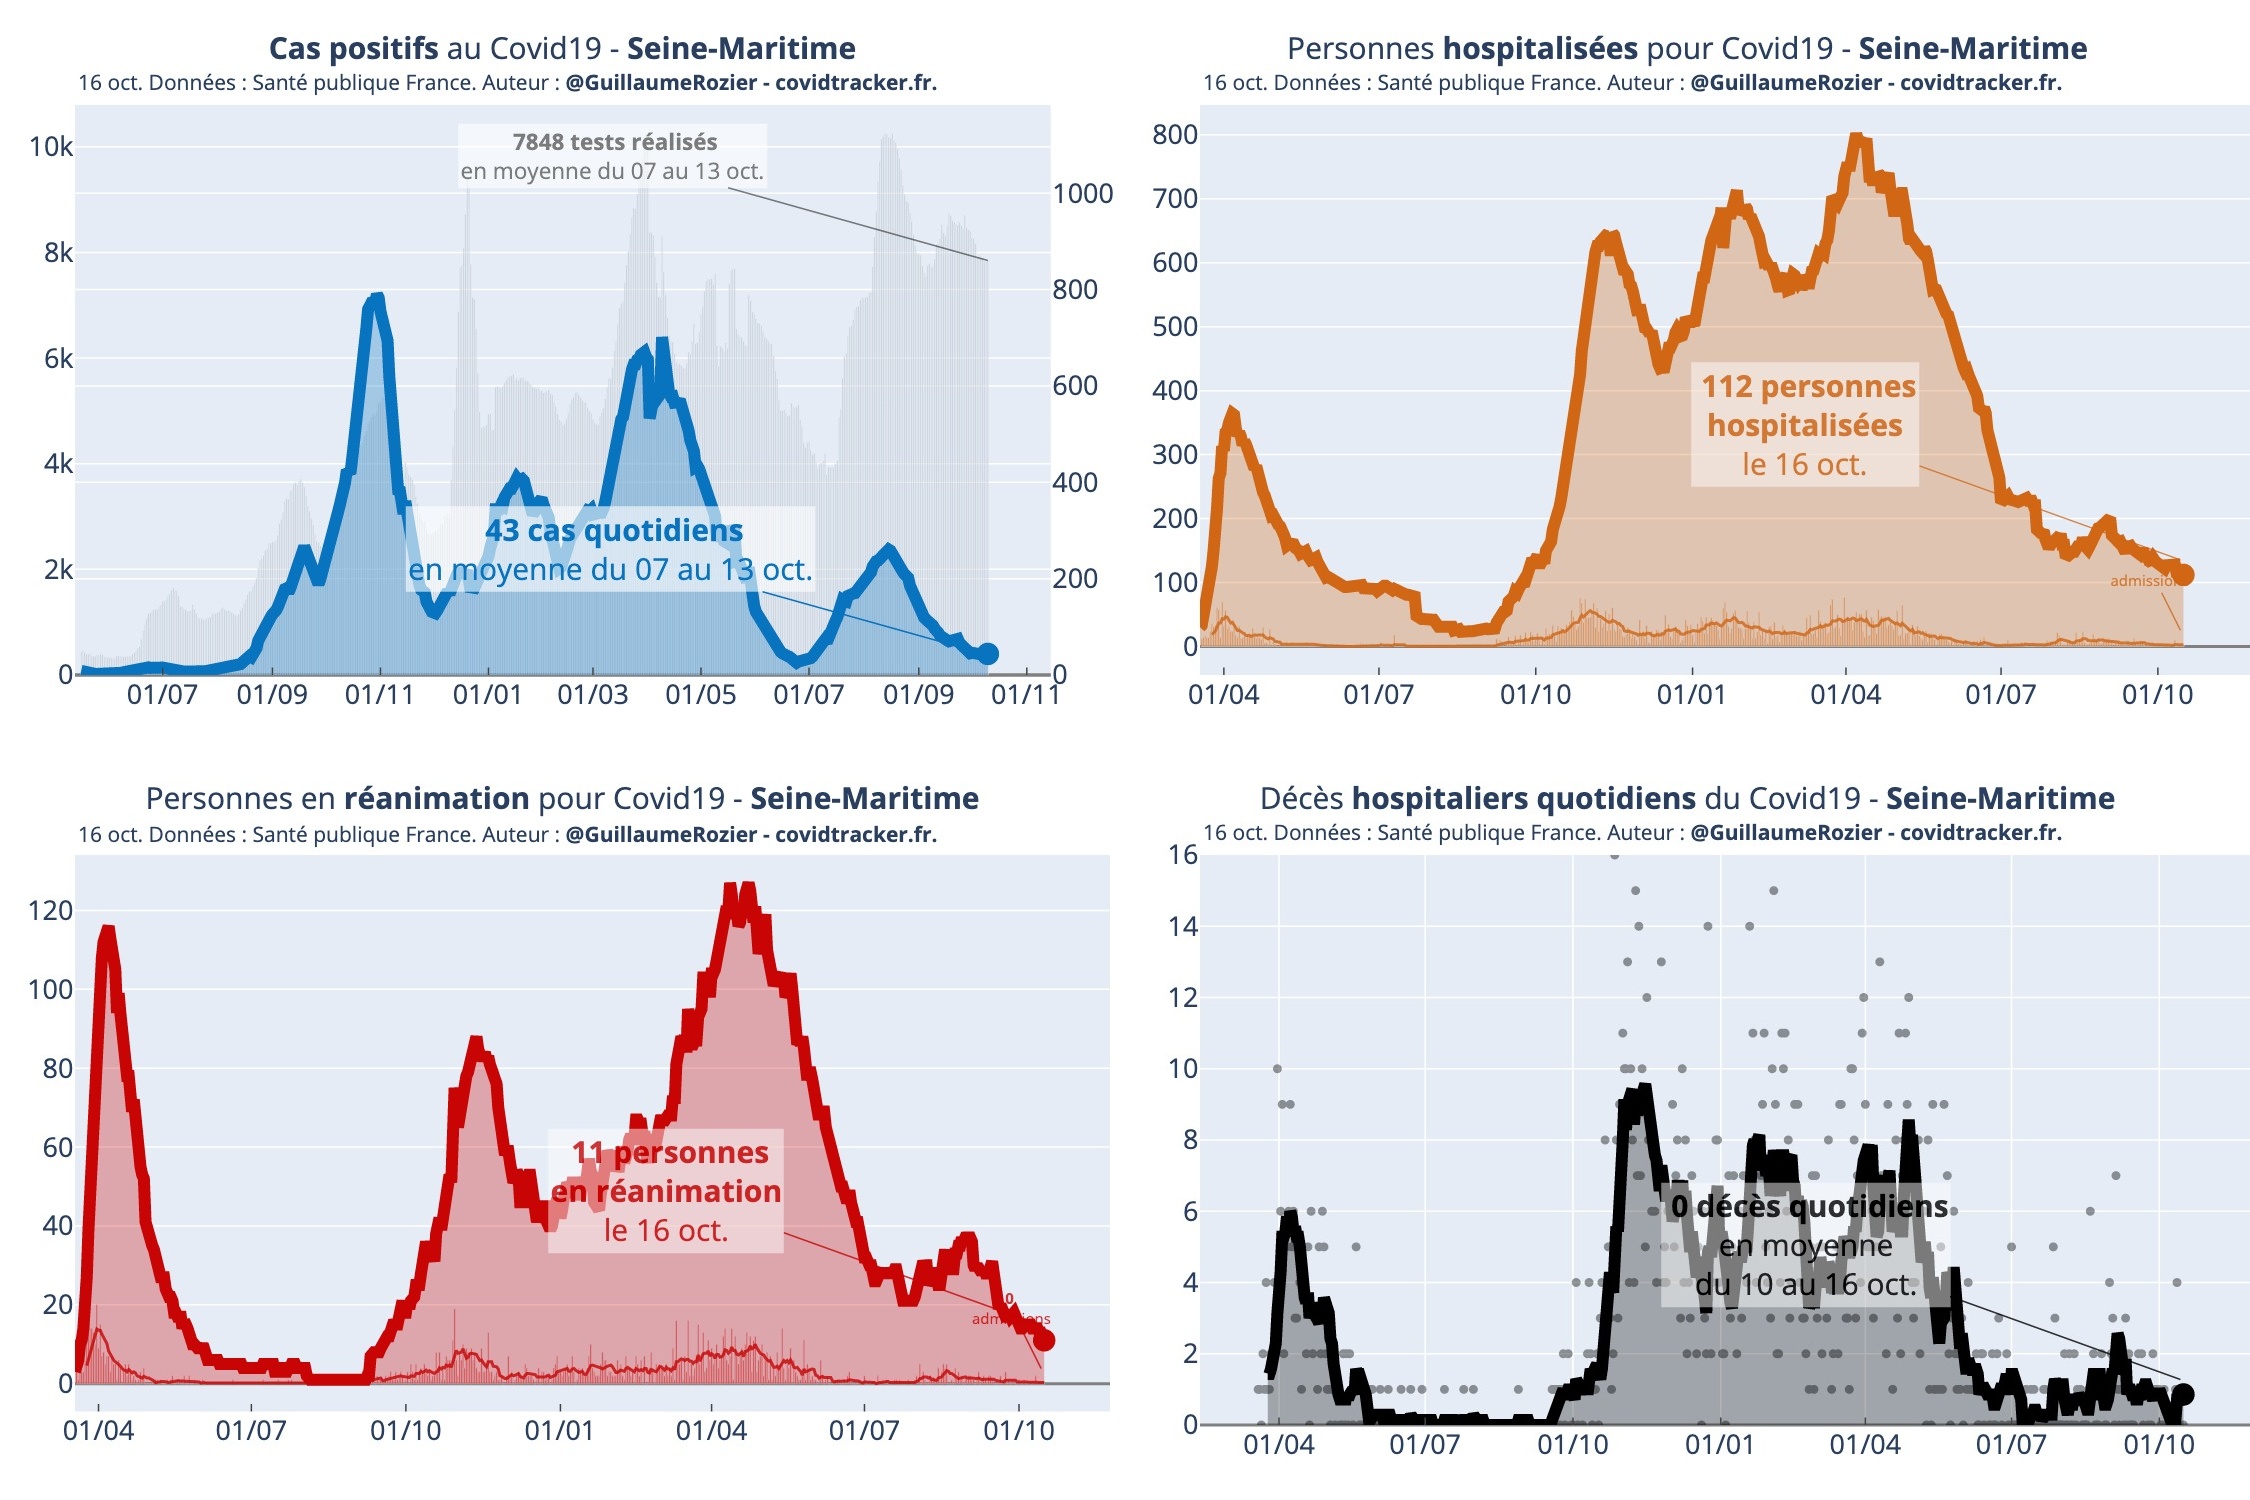 Cas positifs au Covid19 - Seine-Maritime
16 oct. Données : Santé publique France. Auteur : @GuillaumeRozier - covidtracker.fr.
7848 tests réalisés
en moyenne du 07 au 13 oct.
43 cas quotidiens
en moyenne du 07 au 13 oct.
10k
8k
6k
4k
2k
0
1000
800
600
400
200
0
01/07 01/09 01/11 01/01 01/03 01/05 01/07 01/09 01/11
Personnes hospitalisées pour Covid19 - Seine-Maritime
16 oct. Données : Santé publique France. Auteur : @GuillaumeRozier - covidtracker.fr.
800
700
600
500
400
300
200
100
0
112 personnes
hospitalisées
le 16 oct.
01/04 01/07 01/10 01/01 01/04 01/07 01/10
Personnes en réanimation pour Covid19 - Seine-Maritime
16 oct. Données : Santé publique France. Auteur : @GuillaumeRozier - covidtracker.fr.
120
100
80
60
40
20
0
11 personnes
en réanimation
le 16 oct.
0
admissions
01/04 01/07 01/10 01/01 01/04 01/07 01/10
Décès hospitaliers quotidiens du Covid19 - Seine-Maritime
16 oct. Données : Santé publique France. Auteur : @GuillaumeRozier - covidtracker.fr.
16
14
12
10
8
6
4
2
0
0 décès quotidiens
en moyenne
du 10 au 16 oct.
01/04 01/07 01/10 01/01 01/04 01/07 01/10